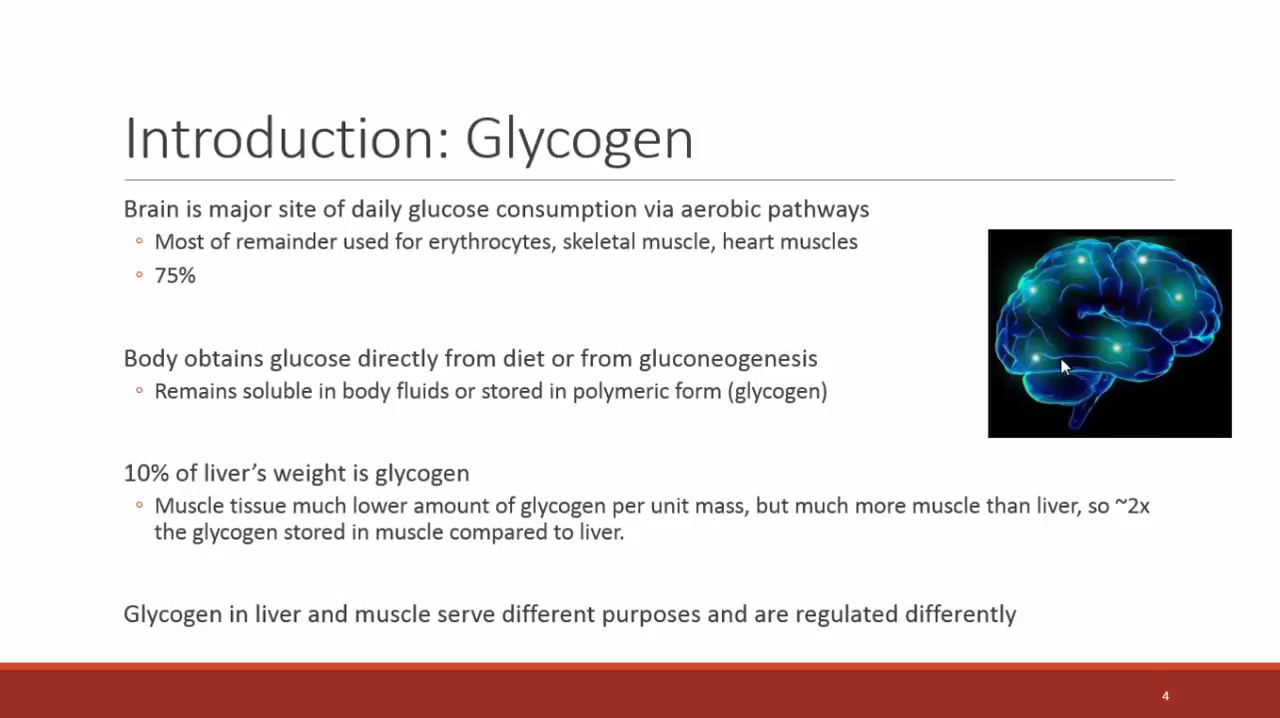 Introduction: Glycogen
Brain is major site of daily glucose consumption via aerobic pathways
◦ Most of remainder used for erythrocytes, skeletal muscle, heart muscles
◦ 75%
Body obtains glucose directly from diet or from gluconeogenesis
◦ Remains soluble in body fluids or stored in polymeric form (glycogen)
10% of liver’s weight is glycogen
◦ Muscle tissue much lower amount of glycogen per unit mass, but much more muscle than liver, so ~2x
the glycogen stored in muscle compared to liver.
Glycogen in liver and muscle serve different purposes and are regulated differently
4